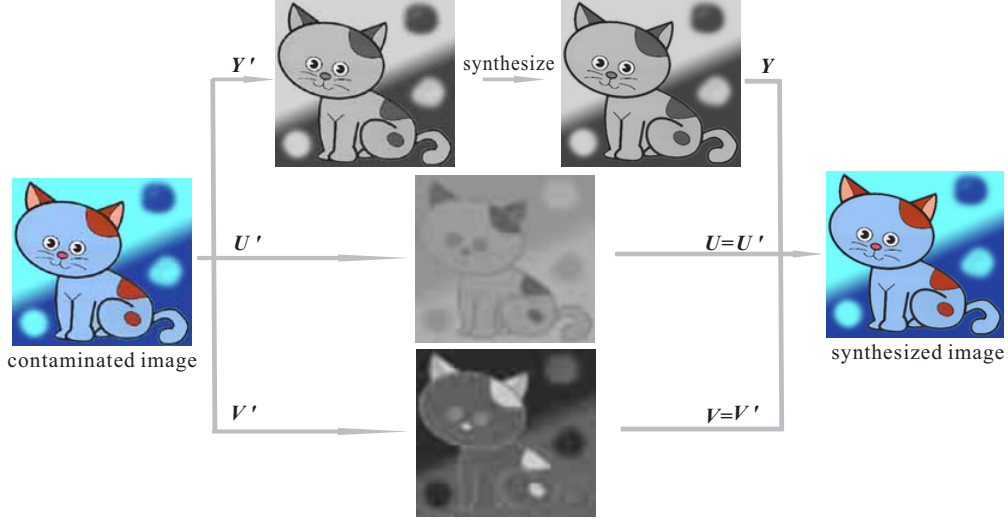 Y'
synthesize
Y
U'
U=U'
contaminated image
synthesized image
V'
V=V'